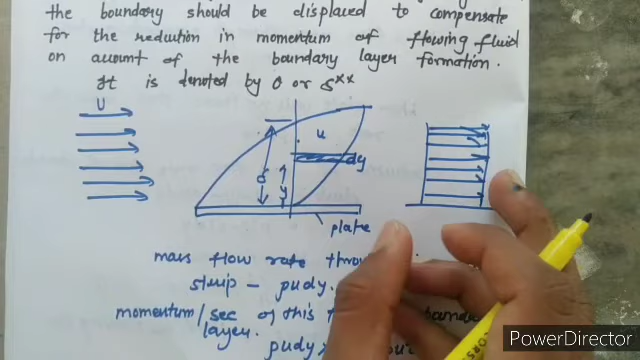 the boundary should be displaced to compensate
for the reduction in momentum of flowing fluid
on amount of the boundary layer formation.
It is denoted by θ or δ**
U
u
dy
δ
y
plate
mass flow rate through
strip - ρudy.
momentum/sec of this
layer.
ρudy
PowerDirector